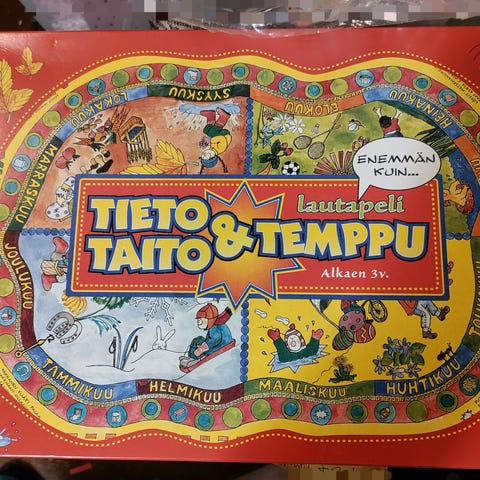 SYYSKUU
ELOKUU
LOKAKUU
HEINÄKUU
MARRASKUU
ENEMMÄN
KUIN...
lautapeli
TIETO
TAITO & TEMPPU
Alkaen 3v.
JOULUKUU
TAMMIKUU
HELMIKUU
MAALISKUU
HUHTIKUU